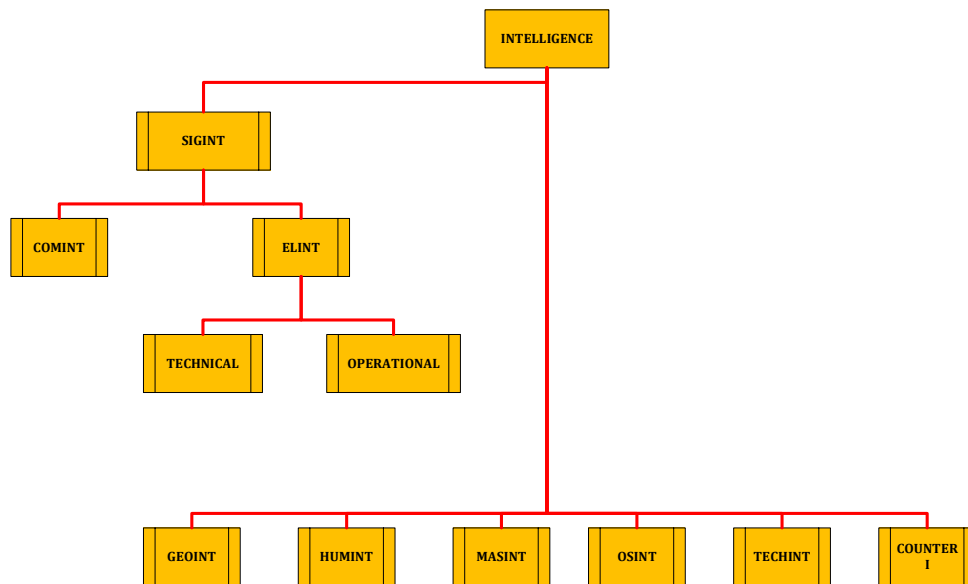 INTELLIGENCE
SIGINT
COMINT
ELINT
TECHNICAL
OPERATIONAL
GEOINT
HUMINT
MASINT
OSINT
TECHINT
COUNTER
I